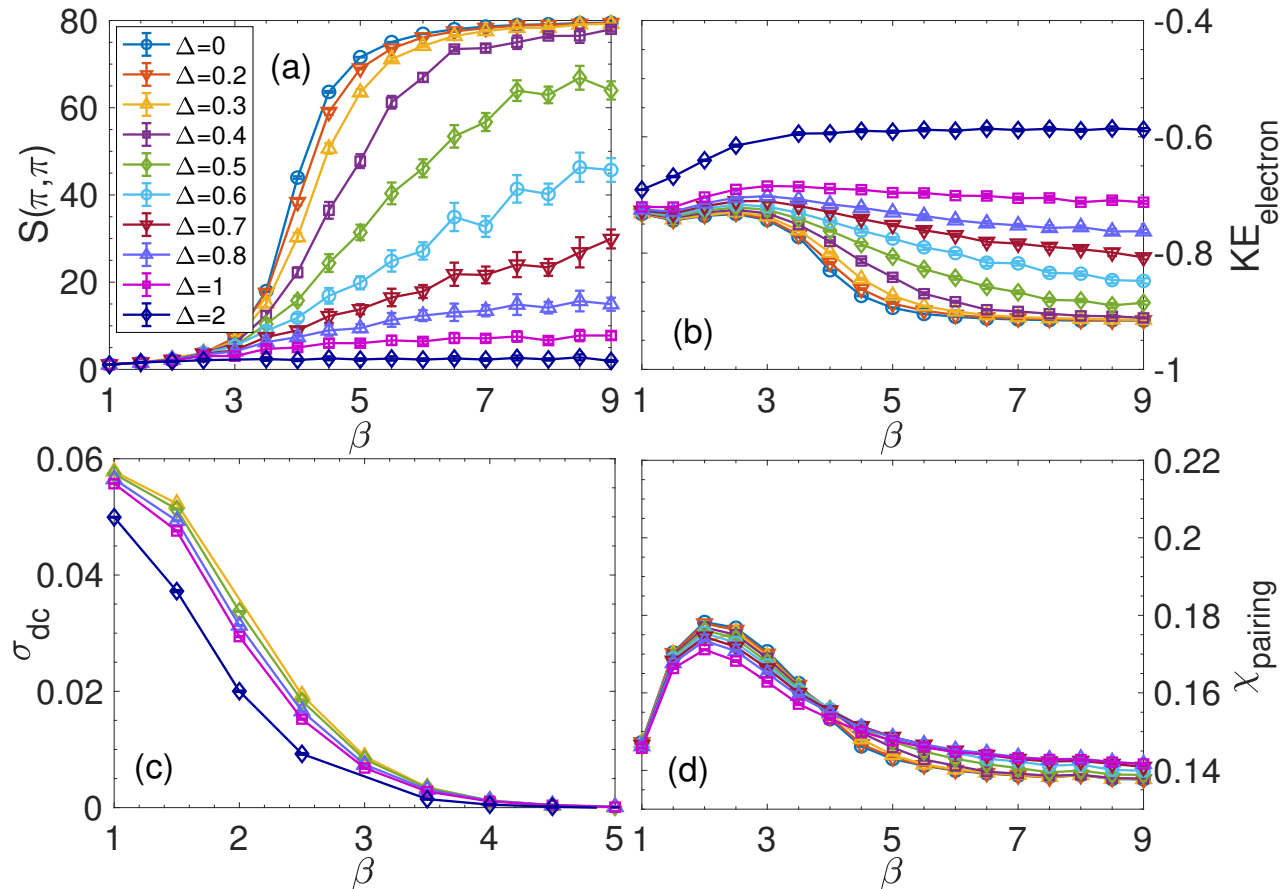 (a)
S(π,π)
80
60
40
20
0
Δ=0
Δ=0.2
Δ=0.3
Δ=0.4
Δ=0.5
Δ=0.6
Δ=0.7
Δ=0.8
Δ=1
Δ=2
1 3 5 7 9
β
(b)
-0.4
-0.6
-0.8
-1
KE_electron
1 3 5 7 9
β
(c)
σ_dc
0.06
0.04
0.02
0
1 2 3 4 5
β
(d)
0.22
0.2
0.18
0.16
0.14
χ_pairing
1 3 5 7 9
β